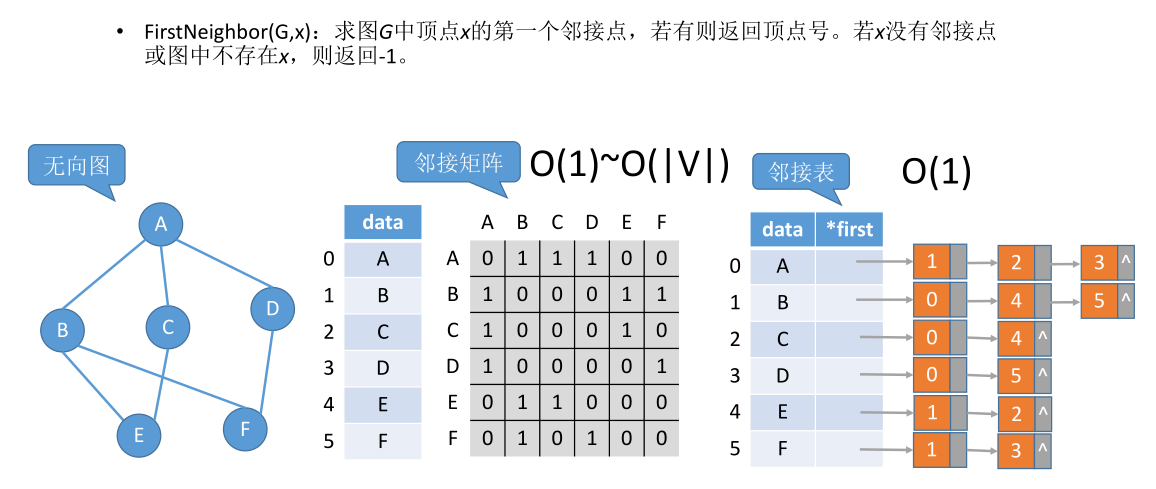 • FirstNeighbor(G,x)：求图G中顶点x的第一个邻接点，若有则返回顶点号。若x没有邻接点
或图中不存在x，则返回-1。
无向图
A
B
C
D
E
F
邻接矩阵
O(1)~O(|V|)
data
0 A
1 B
2 C
3 D
4 E
5 F
A B C D E F
A 0 1 1 1 0 0
B 1 0 0 0 1 1
C 1 0 0 0 1 0
D 1 0 0 0 0 1
E 0 1 1 0 0 0
F 0 1 0 1 0 0
邻接表
O(1)
data *first
0 A 1 2 3 ^
1 B 0 4 5 ^
2 C 0 4 ^
3 D 0 5 ^
4 E 1 2 ^
5 F 1 3 ^